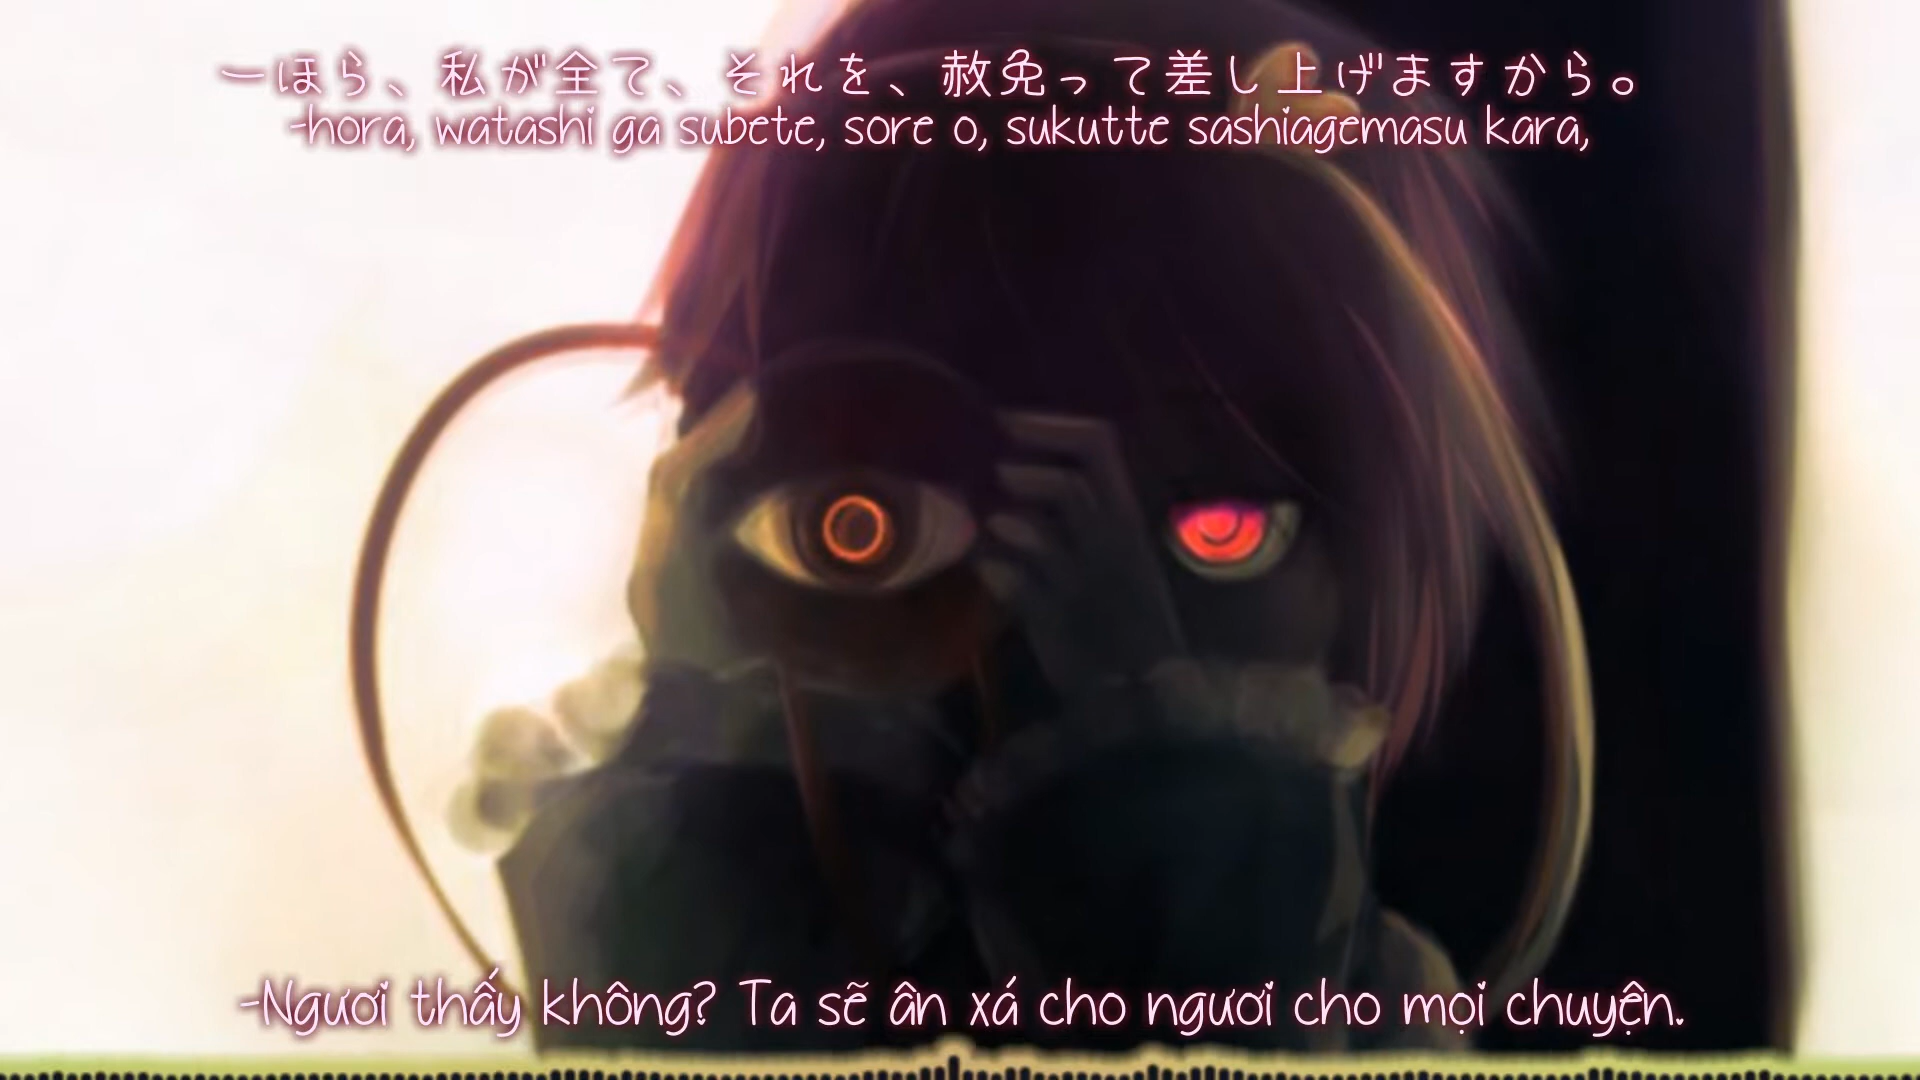 ーほら、私が全て、それを、赦免って差し上げますから。
-hora, watashi ga subete, sore o, sukutte sashiagemasu kara,
-Ngươi thấy không? Ta sẽ ân xá cho ngươi cho mọi chuyện.